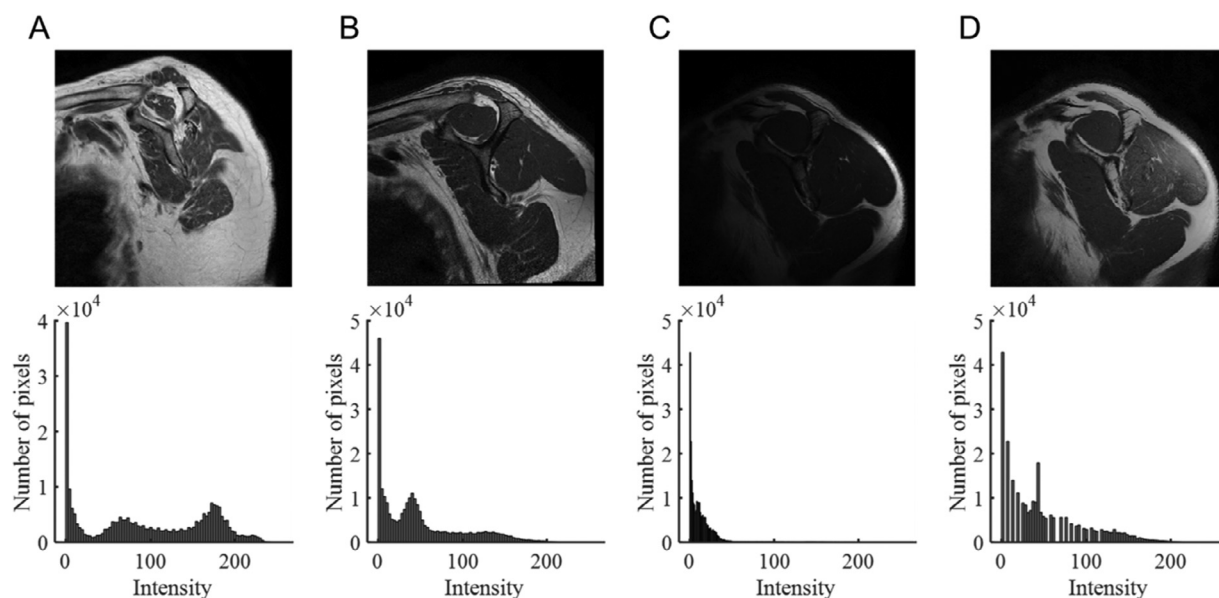 A B C D
×10⁴ ×10⁴ ×10⁴ ×10⁴
4 5 5 5
4 4 4
3
3 3 3
2
2 2 2
1
1 1 1
0 0 0 0
Number of pixels Number of pixels Number of pixels Number of pixels
0 100 200 0 100 200 0 100 200 0 100 200
Intensity Intensity Intensity Intensity